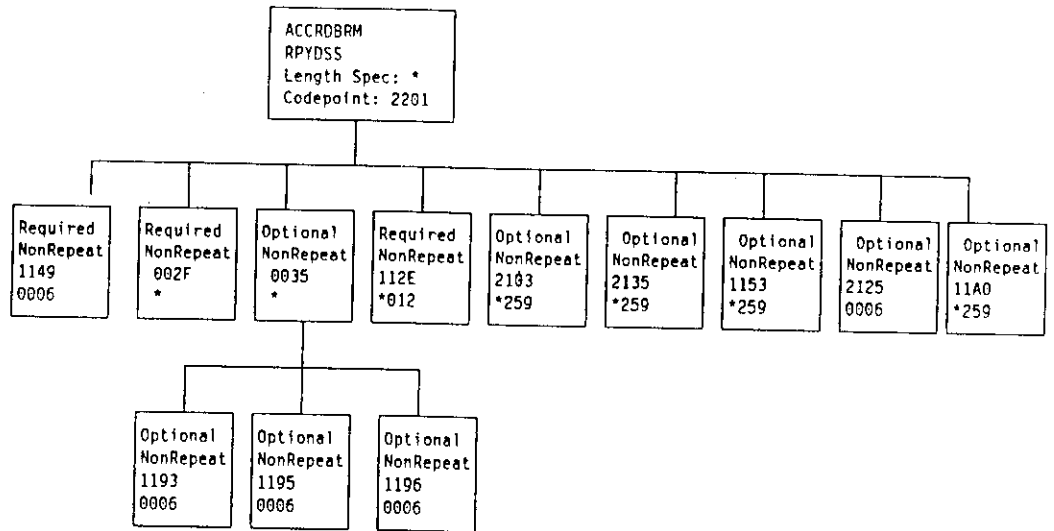 ACCRDBRM
RPYDSS
Length Spec: *
Codepoint: 2201
Required
NonRepeat
1149
0006
Required
NonRepeat
002F
*
Optional
NonRepeat
0035
*
Required
NonRepeat
112E
*012
Optional
NonRepeat
2103
*259
Optional
NonRepeat
2135
*259
Optional
NonRepeat
1153
*259
Optional
NonRepeat
2125
0006
Optional
NonRepeat
11A0
*259
Optional
NonRepeat
1193
0006
Optional
NonRepeat
1195
0006
Optional
NonRepeat
1196
0006